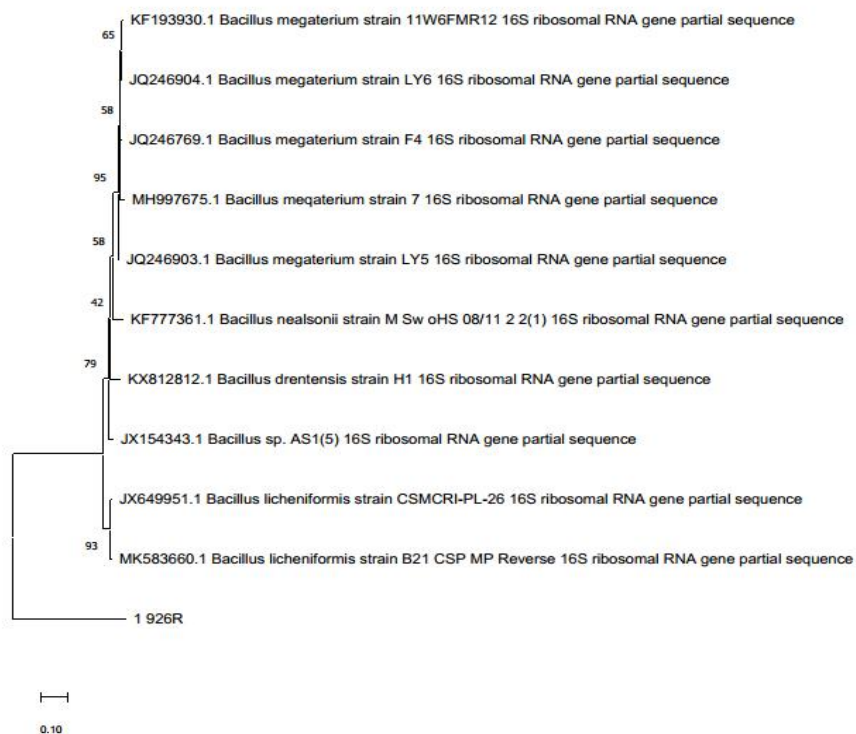 KF193930.1 Bacillus megaterium strain 11W6FMR12 16S ribosomal RNA gene partial sequence
65
JQ246904.1 Bacillus megaterium strain LY6 16S ribosomal RNA gene partial sequence
58
JQ246769.1 Bacillus megaterium strain F4 16S ribosomal RNA gene partial sequence
95
MH997675.1 Bacillus meqaterium strain 7 16S ribosomal RNA gene partial sequence
58
JQ246903.1 Bacillus megaterium strain LY5 16S ribosomal RNA gene partial sequence
42
KF777361.1 Bacillus nealsonii strain M Sw oHS 08/11 2 2(1) 16S ribosomal RNA gene partial sequence
79
KX812812.1 Bacillus drentensis strain H1 16S ribosomal RNA gene partial sequence
JX154343.1 Bacillus sp. AS1(5) 16S ribosomal RNA gene partial sequence
JX649951.1 Bacillus licheniformis strain CSMCRI-PL-26 16S ribosomal RNA gene partial sequence
93
MK583660.1 Bacillus licheniformis strain B21 CSP MP Reverse 16S ribosomal RNA gene partial sequence
1 926R
0.10